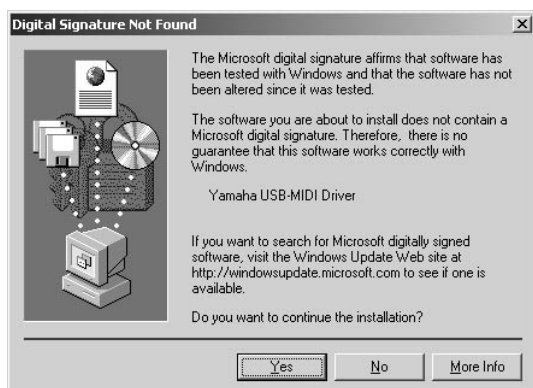 Digital Signature Not Found
The Microsoft digital signature affirms that software has
been tested with Windows and that the software has not
been altered since it was tested.
The software you are about to install does not contain a
Microsoft digital signature. Therefore, there is no
guarantee that this software works correctly with
Windows.
Yamaha USB-MIDI Driver
If you want to search for Microsoft digitally signed
software, visit the Windows Update Web site at
http://windowsupdate.microsoft.com to see if one is
available.
Do you want to continue the installation?
Yes No More Info